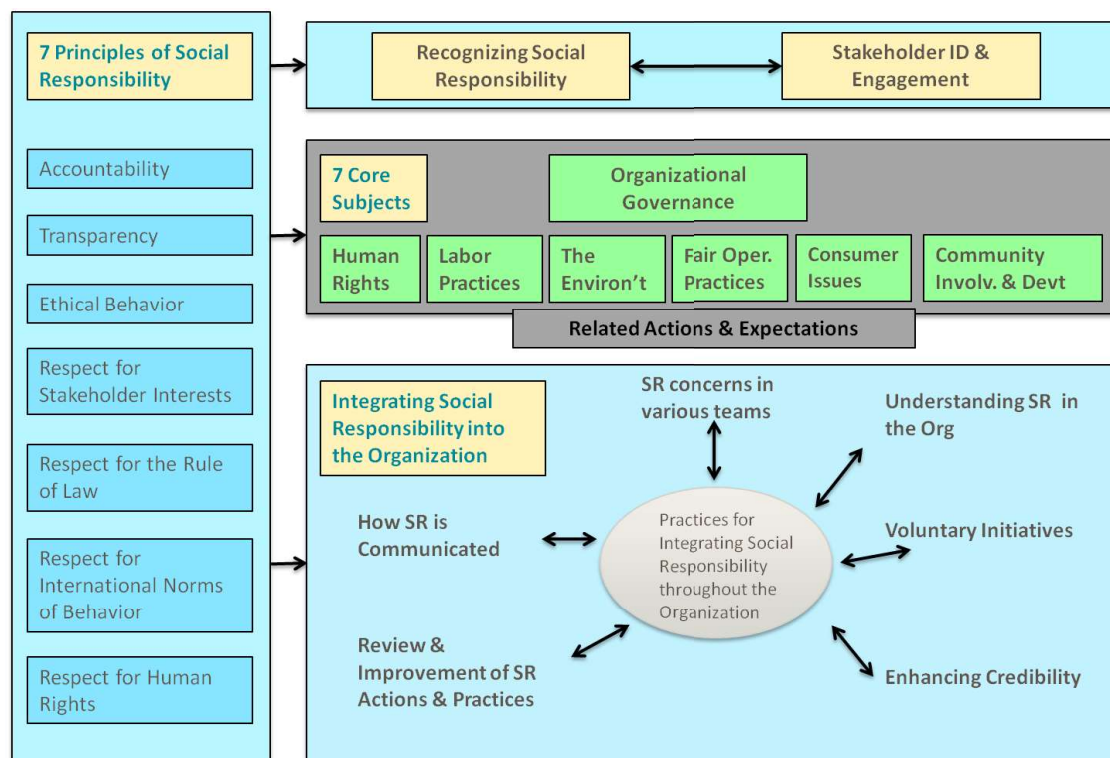 7 Principles of Social
Responsibility
Accountability
Transparency
Ethical Behavior
Respect for
Stakeholder Interests
Respect for the Rule
of Law
Respect for
International Norms
of Behavior
Respect for Human
Rights
Recognizing Social
Responsibility
Stakeholder ID &
Engagement
7 Core
Subjects
Organizational
Governance
Human
Rights
Labor
Practices
The
Environ’t
Fair Oper.
Practices
Consumer
Issues
Community
Involv. & Devt
Related Actions & Expectations
Integrating Social
Responsibility into
the Organization
SR concerns in
various teams
Understanding SR in
the Org
How SR is
Communicated
Practices for
Integrating Social
Responsibility
throughout the
Organization
Voluntary Initiatives
Review &
Improvement of SR
Actions & Practices
Enhancing Credibility